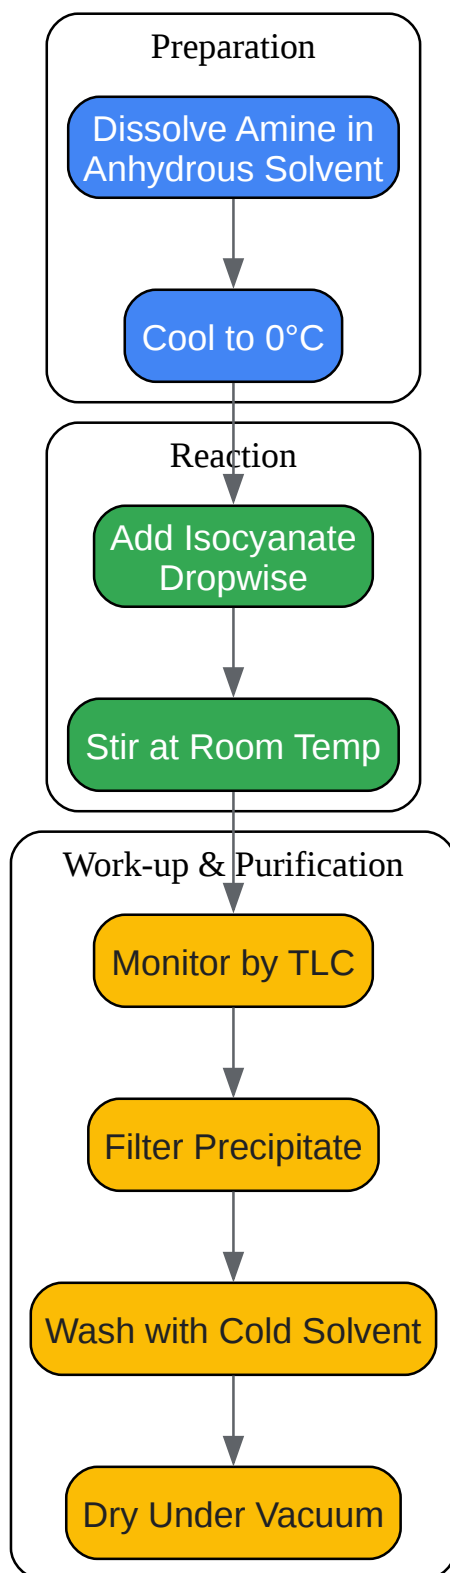 Preparation
Dissolve Amine in
Anhydrous Solvent
Cool to 0°C
Reaction
Add Isocyanate
Dropwise
Stir at Room Temp
Work-up & Purification
Monitor by TLC
Filter Precipitate
Wash with Cold Solvent
Dry Under Vacuum